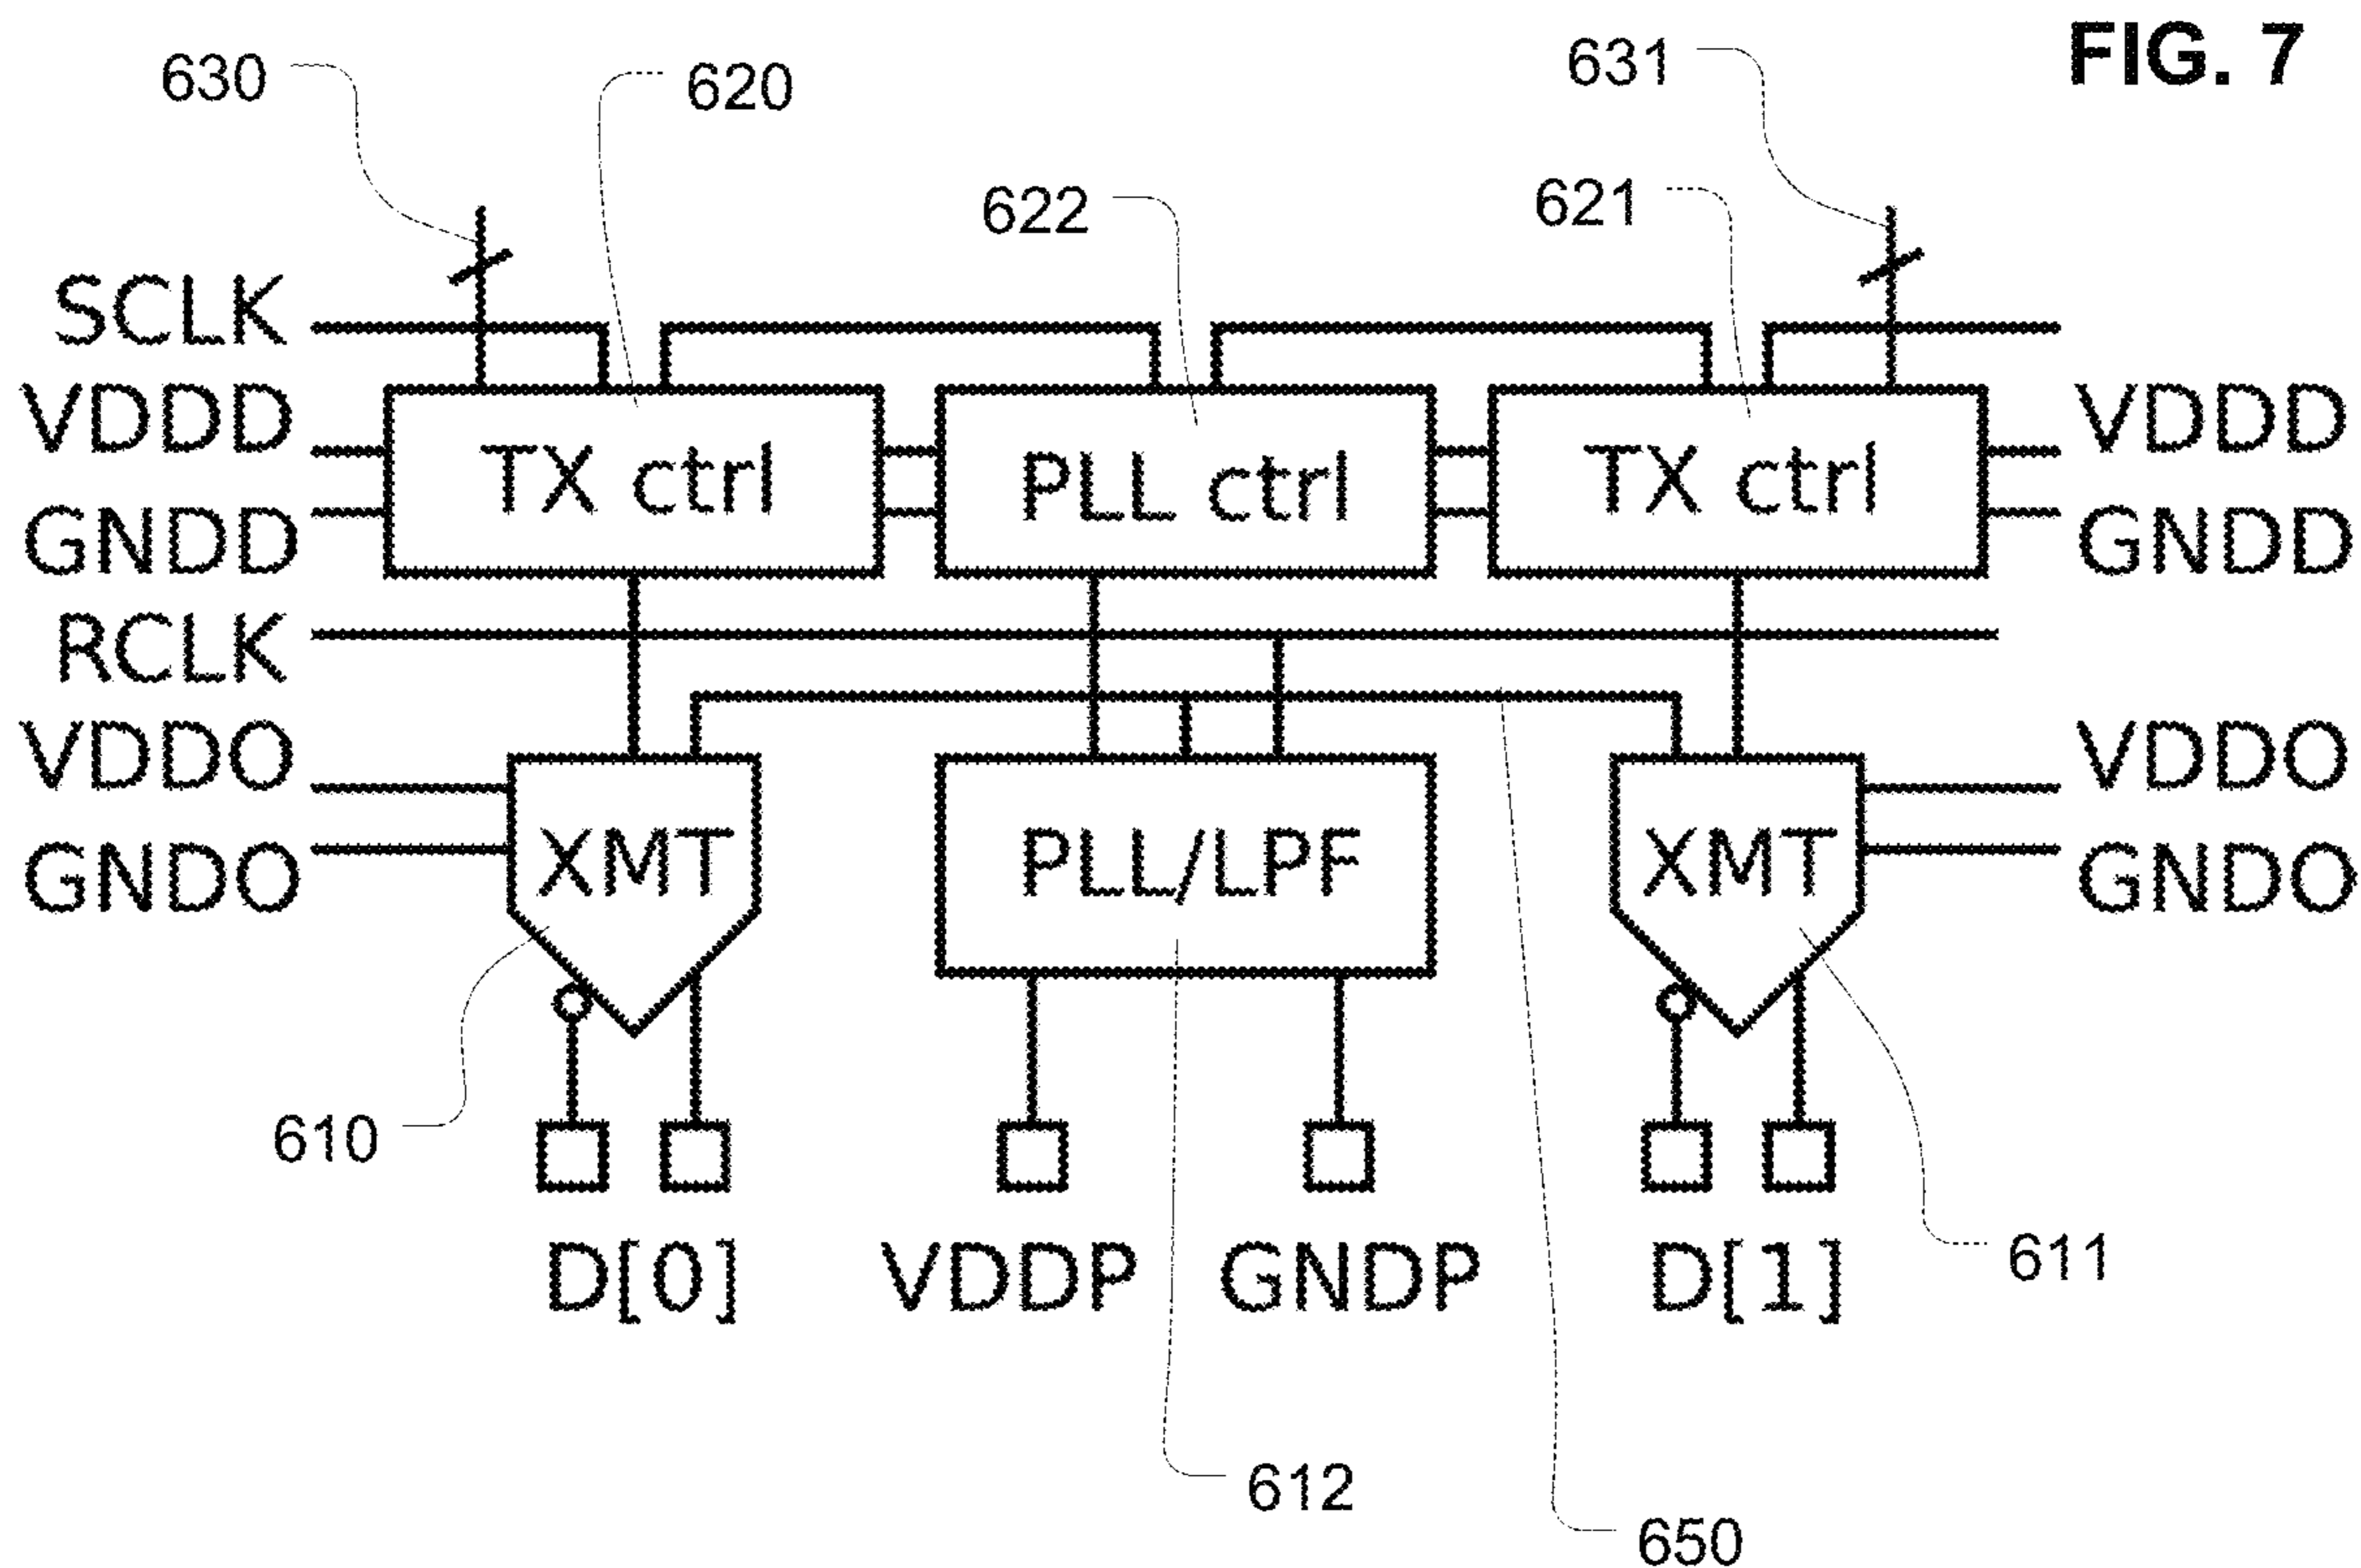 FIG. 7
630
620
631
622
621
SCLK
VDDD
VDDD
TX ctrl
PLL ctrl
TX ctrl
GNDD
GNDD
RCLK
VDDO
VDDO
XMT
PLL/LPF
XMT
GNDO
GNDO
610
D[0]
VDDP
GNDP
D[1]
611
612
650